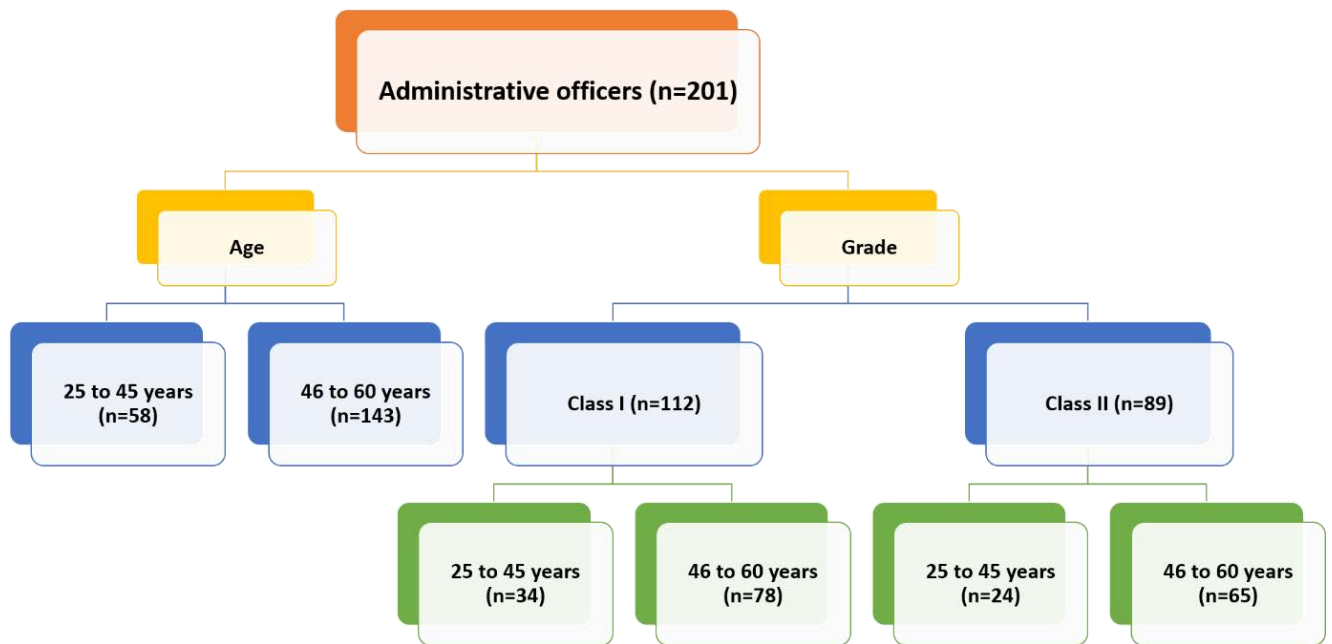 Administrative officers (n=201)
Age
Grade
25 to 45 years
(n=58)
46 to 60 years
(n=143)
Class I (n=112)
Class II (n=89)
25 to 45 years
(n=34)
46 to 60 years
(n=78)
25 to 45 years
(n=24)
46 to 60 years
(n=65)